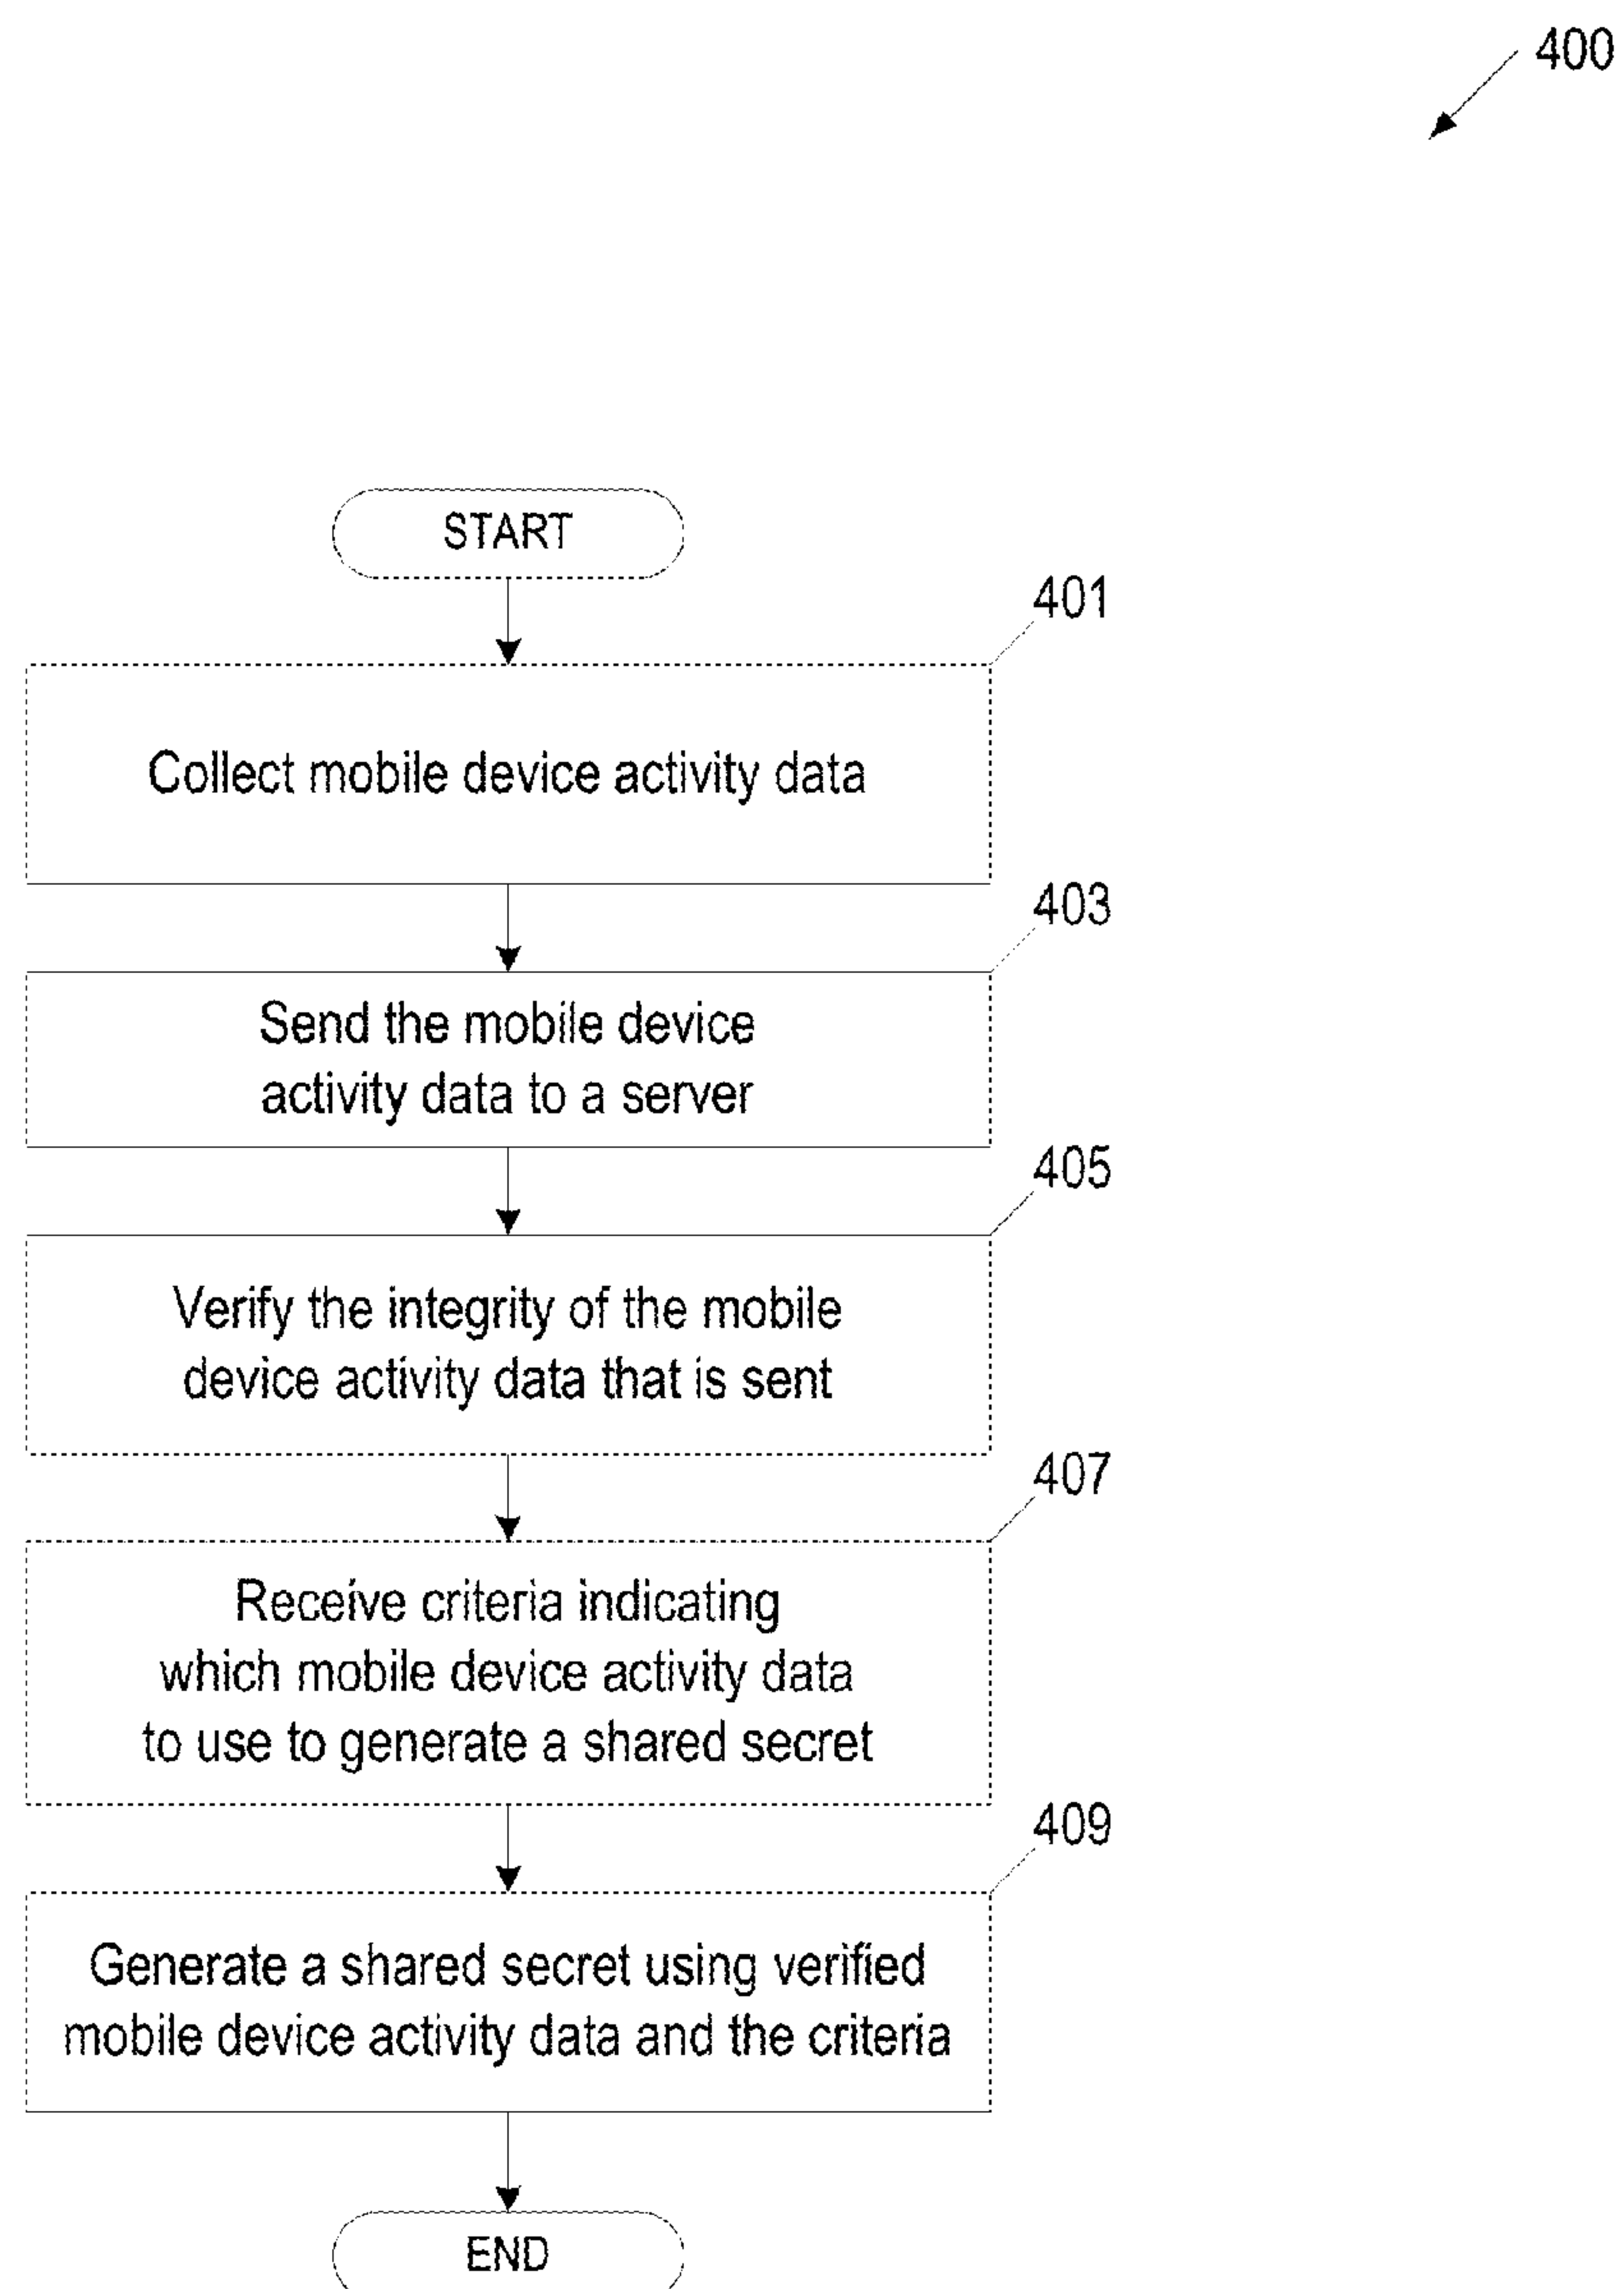 400
START
401
Collect mobile device activity data
403
Send the mobile device
activity data to a server
405
Verify the integrity of the mobile
device activity data that is sent
407
Receive criteria indicating
which mobile device activity data
to use to generate a shared secret
409
Generate a shared secret using verified
mobile device activity data and the criteria
END